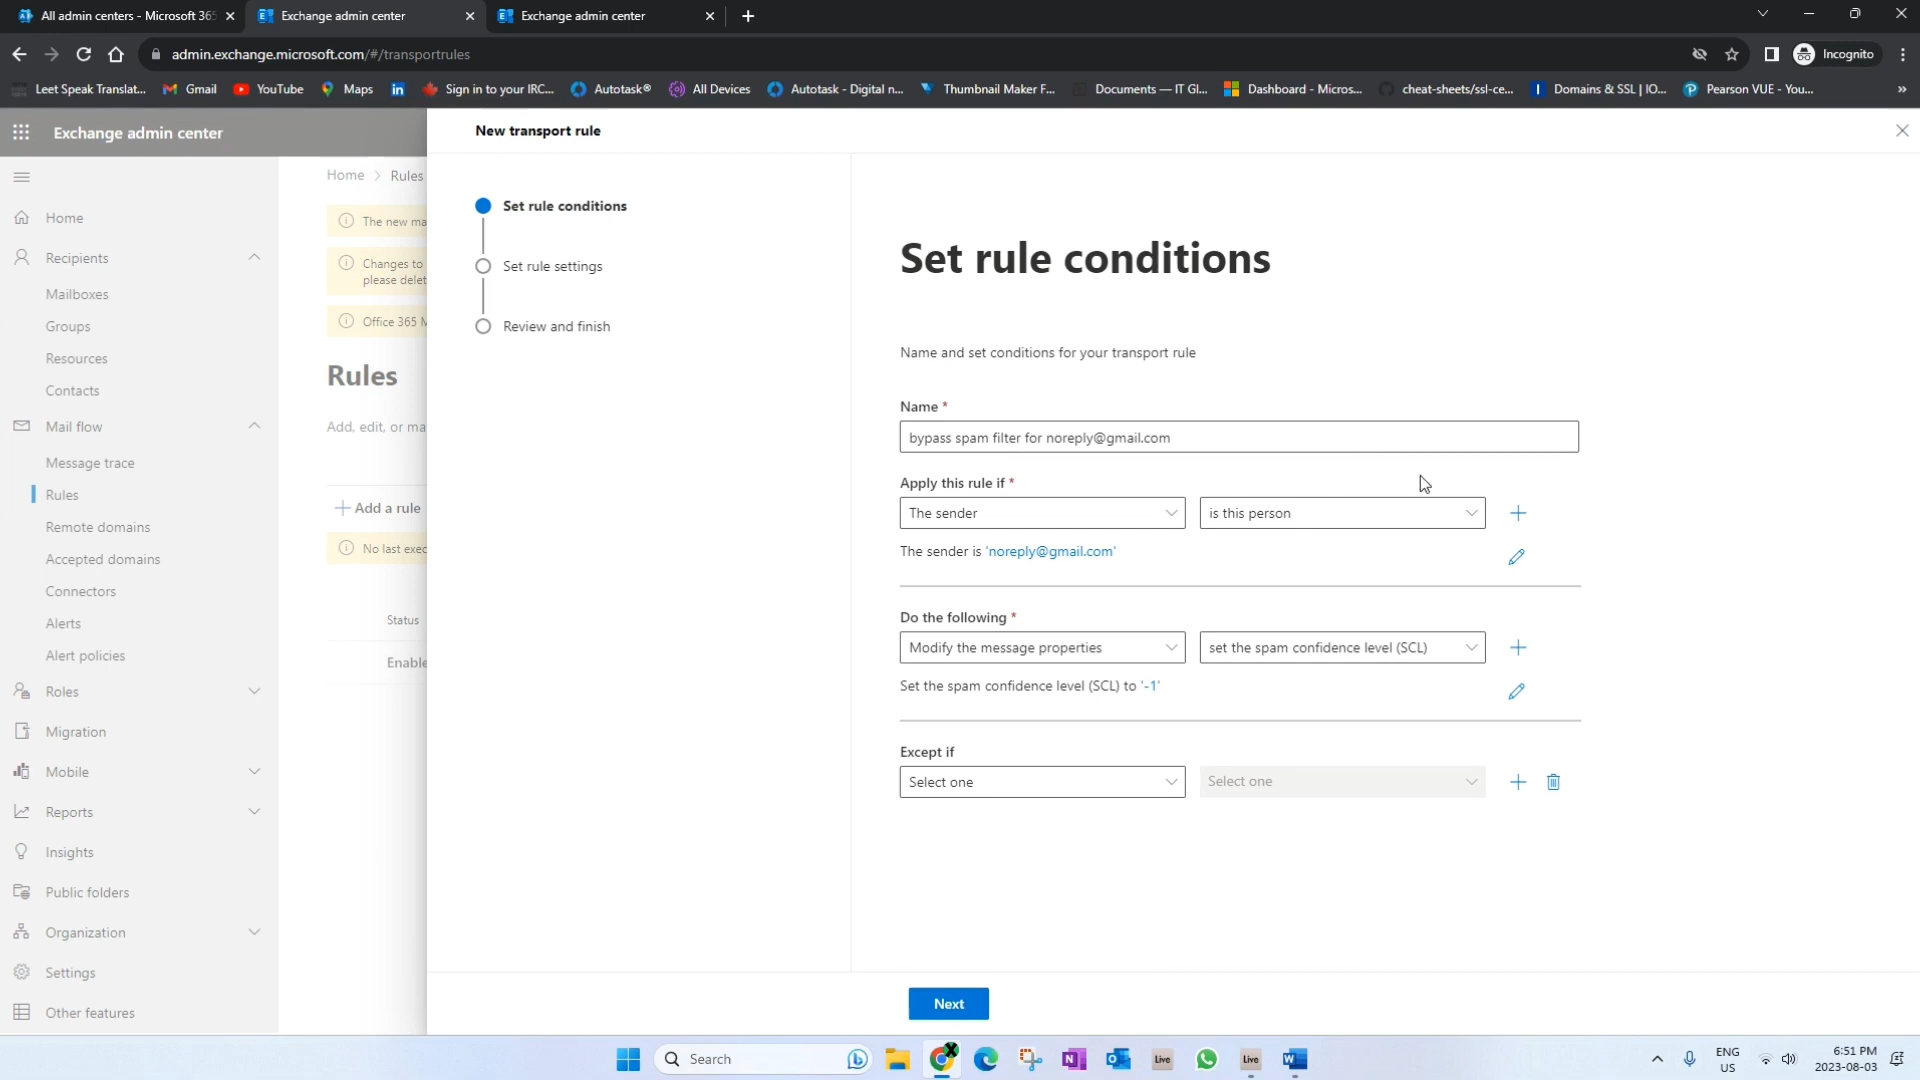 All admin centers - Microsoft 365
Exchange admin center
Exchange admin center
admin.exchange.microsoft.com/#/transportrules
Incognito
Leet Speak Translat...
Gmail
YouTube
Maps
Sign in to your IRC...
Autotask®
All Devices
Autotask - Digital n...
Thumbnail Maker F...
Documents — IT Gl...
Dashboard - Micros...
cheat-sheets/ssl-ce...
Domains & SSL | IO...
Pearson VUE - You...
»
Exchange admin center
Home
Recipients
Mailboxes
Groups
Resources
Contacts
Mail flow
Message trace
Rules
Remote domains
Accepted domains
Connectors
Alerts
Alert policies
Roles
Migration
Mobile
Reports
Insights
Public folders
Organization
Settings
Other features
Home > Rules
The new ma
Changes to
please delet
Office 365 M
Rules
Add, edit, or ma
+ Add a rule
No last exec
Status
Enable
New transport rule
Set rule conditions
Set rule settings
Review and finish
Set rule conditions
Name and set conditions for your transport rule
Name *
bypass spam filter for noreply@gmail.com
Apply this rule if *
The sender
is this person
The sender is 'noreply@gmail.com'
Do the following *
Modify the message properties
set the spam confidence level (SCL)
Set the spam confidence level (SCL) to '-1'
Except if
Select one
Select one
Next
Search
Live
Live
ENG
US
6:51 PM
2023-08-03